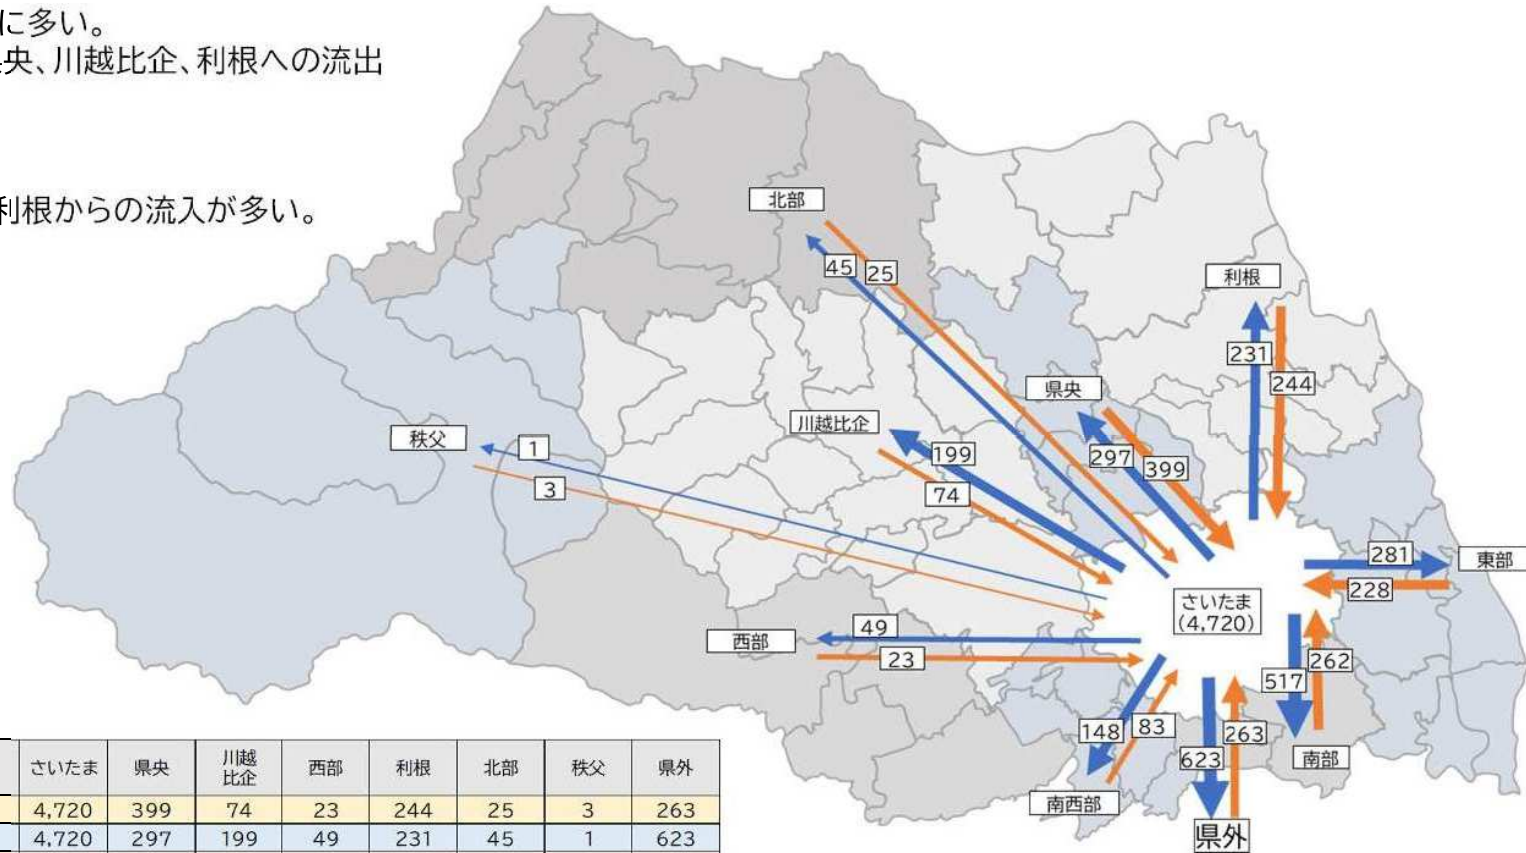 に多い。
央、川越比企、利根への流出
利根からの流入が多い。
北部
45
25
利根
231
244
県央
297
399
川越比企
199
74
秩父
1
3
281
東部
228
さいたま
(4,720)
西部
49
23
262
517
148
83
263
623
南部
南西部
県外
さいたま 県央 川越比企 西部 利根 北部 秩父 県外
4,720 399 74 23 244 25 3 263
4,720 297 199 49 231 45 1 623